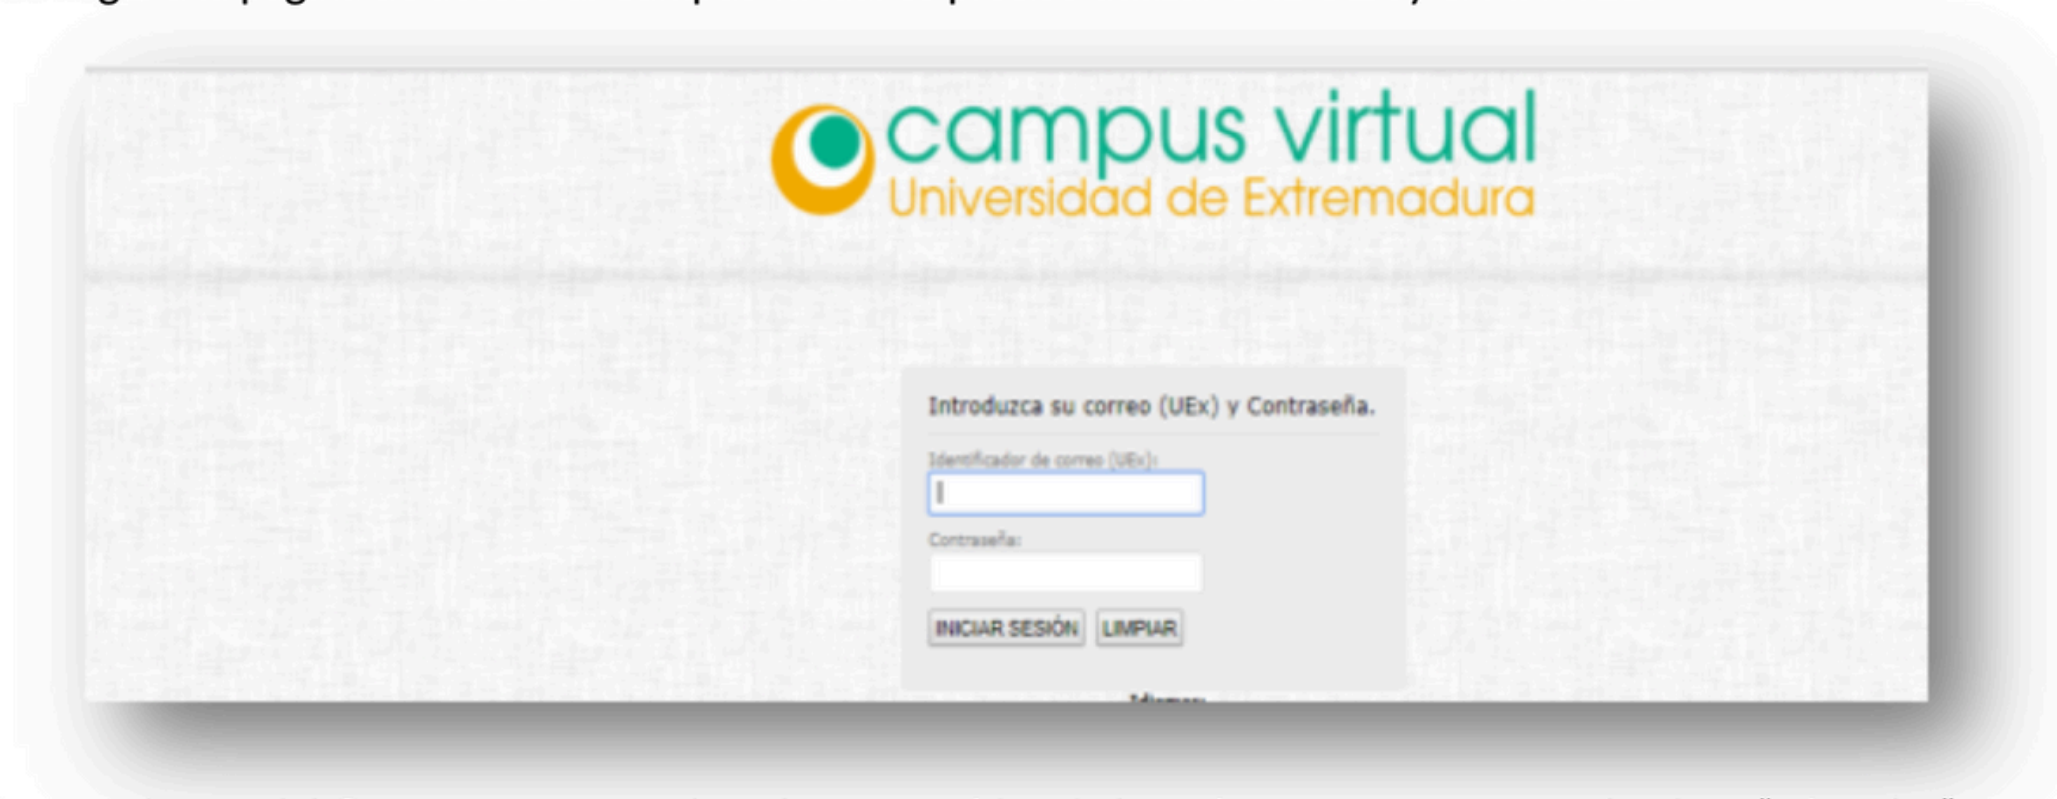 campus virtual
Universidad de Extremadura
Introduzca su correo (UEx) y Contraseña.
Identificador de correo (UEx):
Contraseña:
INICIAR SESIÓN LIMPIAR